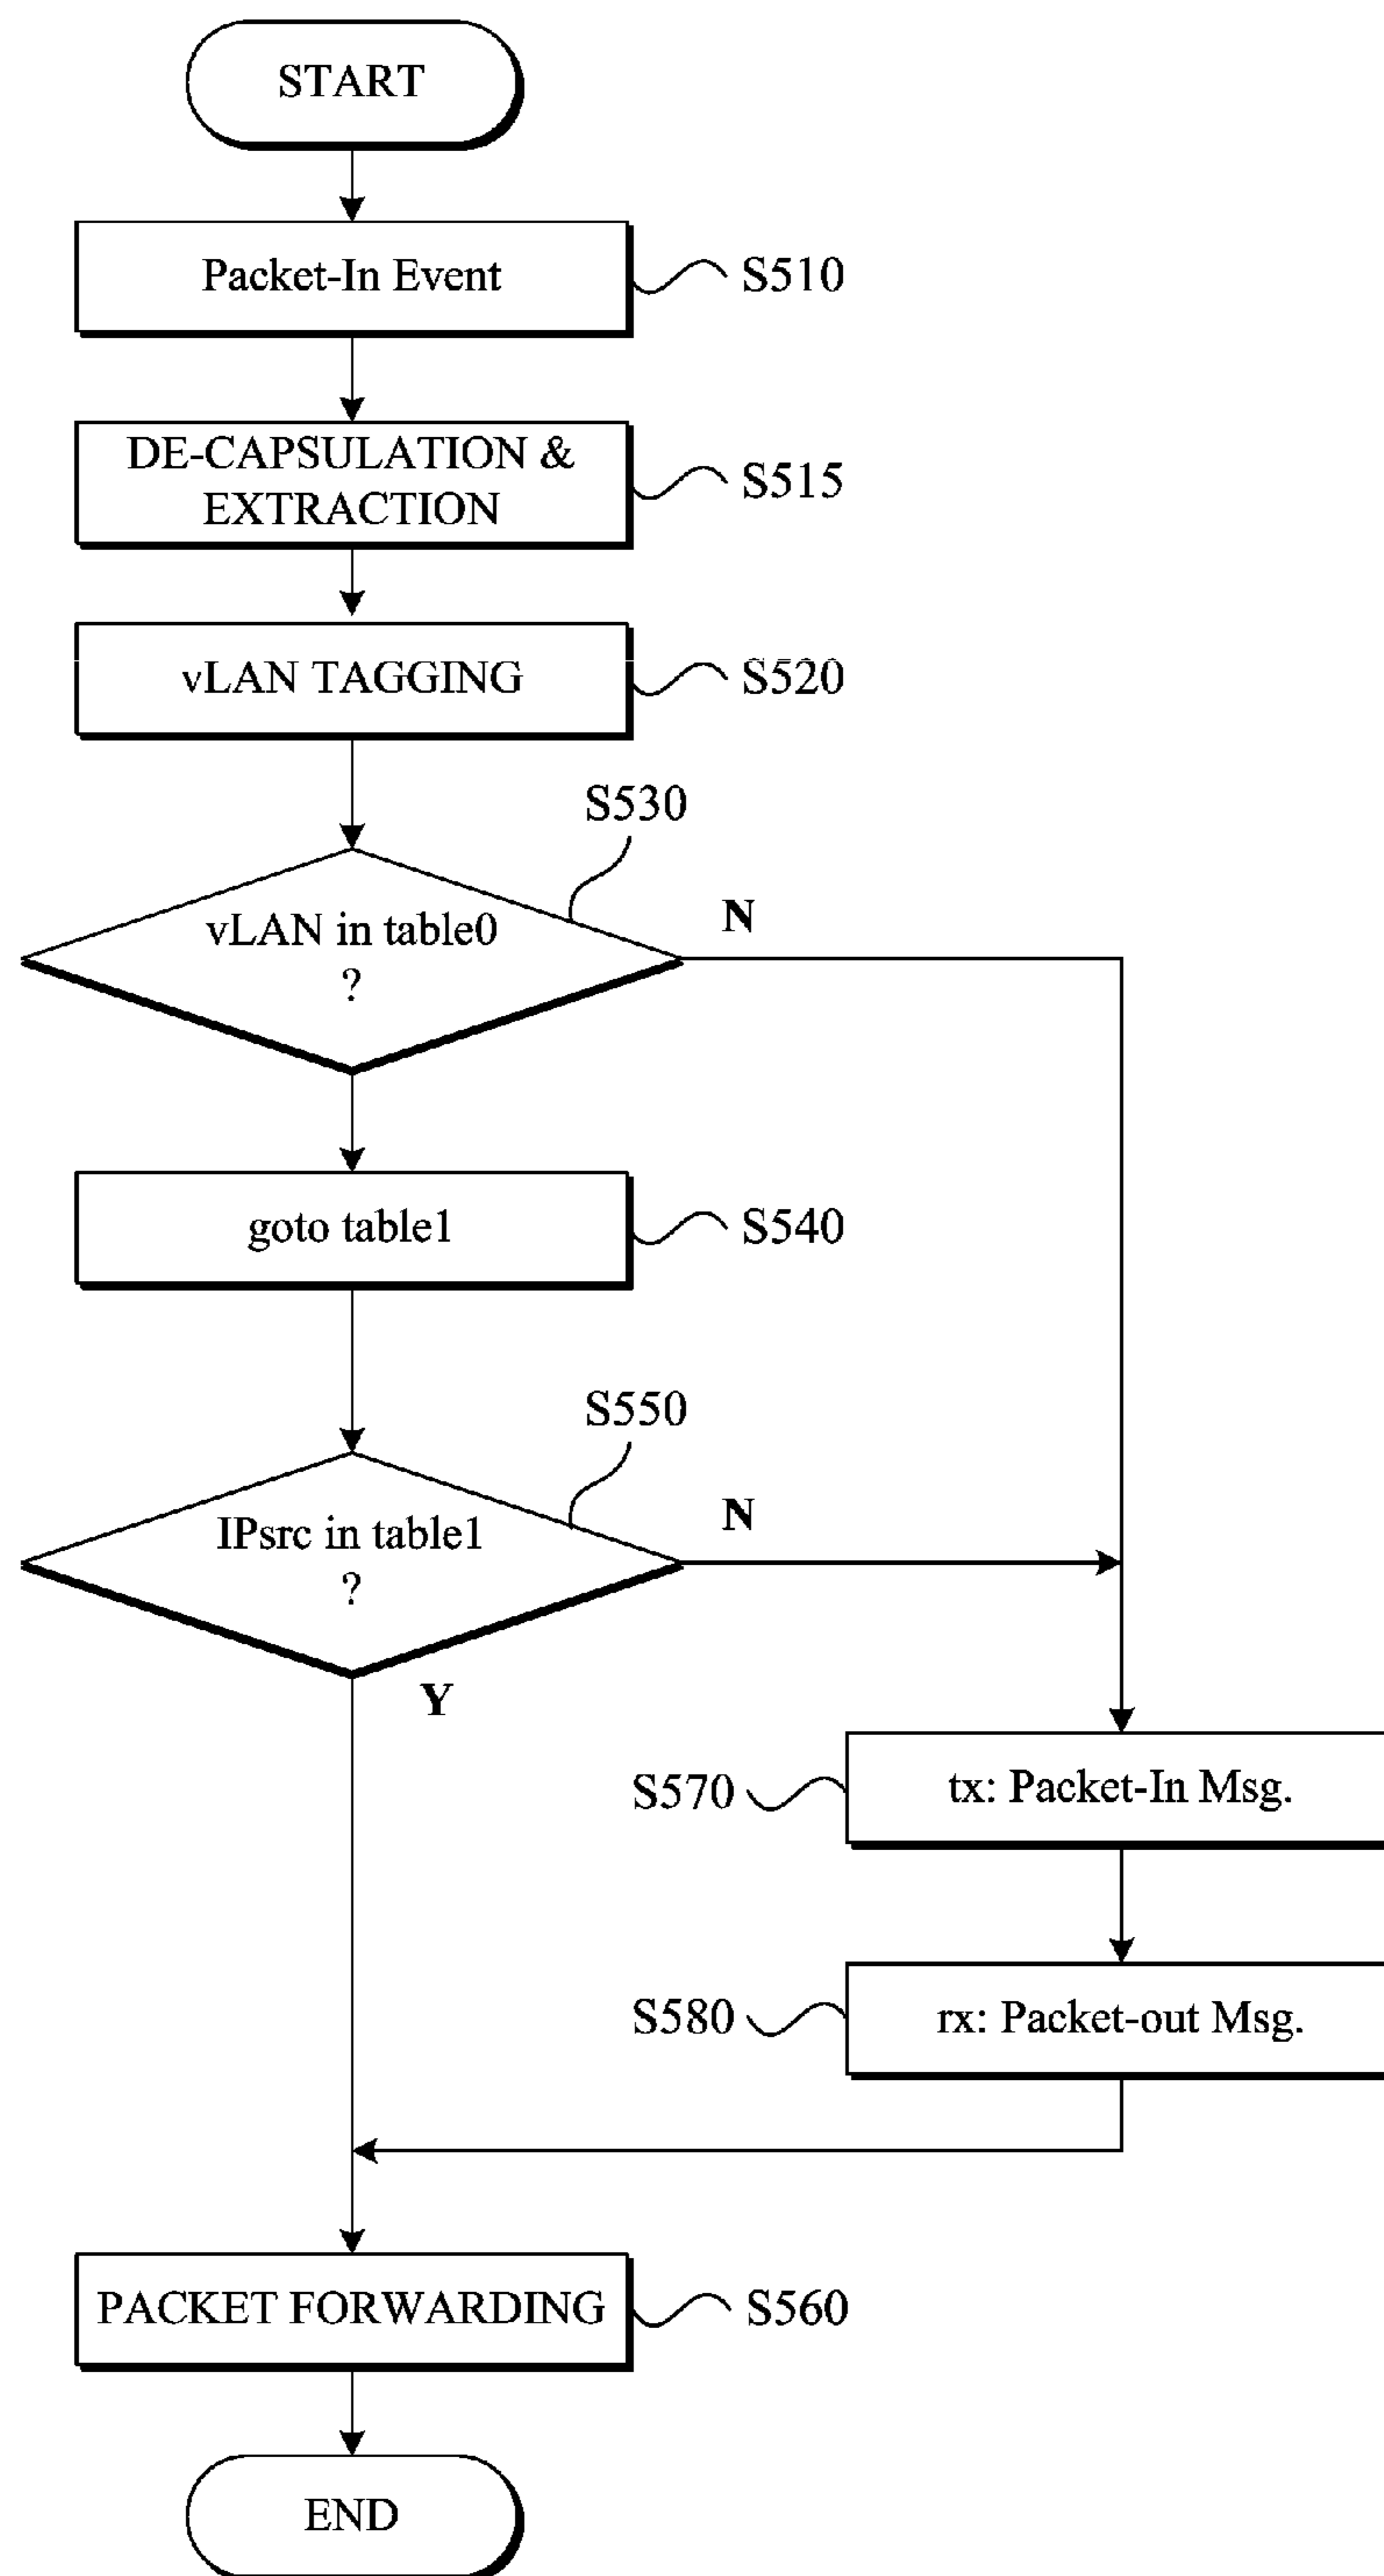 START
Packet-In Event
S510
DE-CAPSULATION &
EXTRACTION
S515
vLAN TAGGING
S520
S530
vLAN in table0
?
N
goto table1
S540
S550
IPsrc in table1
?
N
Y
S570
tx: Packet-In Msg.
S580
rx: Packet-out Msg.
PACKET FORWARDING
S560
END